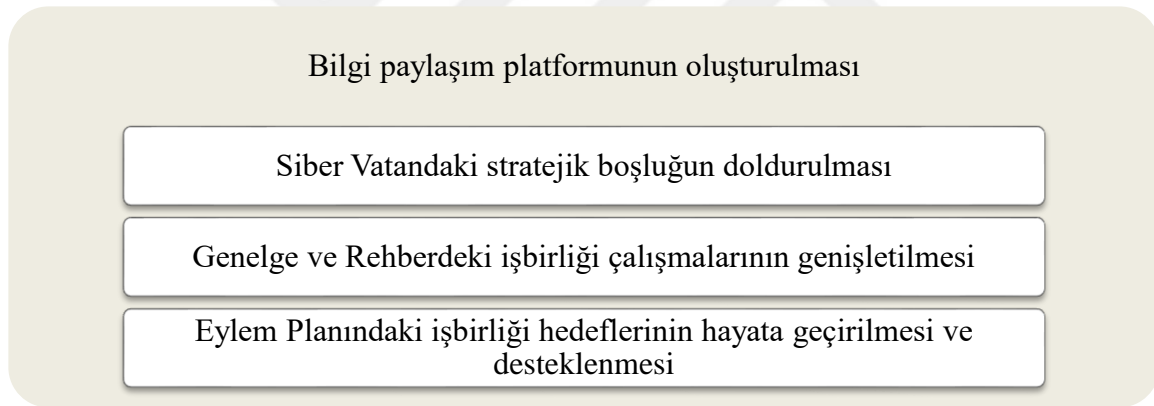 Bilgi paylaşım platformunun oluşturulması
Siber Vatandaki stratejik boşluğun doldurulması
Genelge ve Rehberdeki işbirliği çalışmalarının genişletilmesi
Eylem Planındaki işbirliği hedeflerinin hayata geçirilmesi ve
desteklenmesi